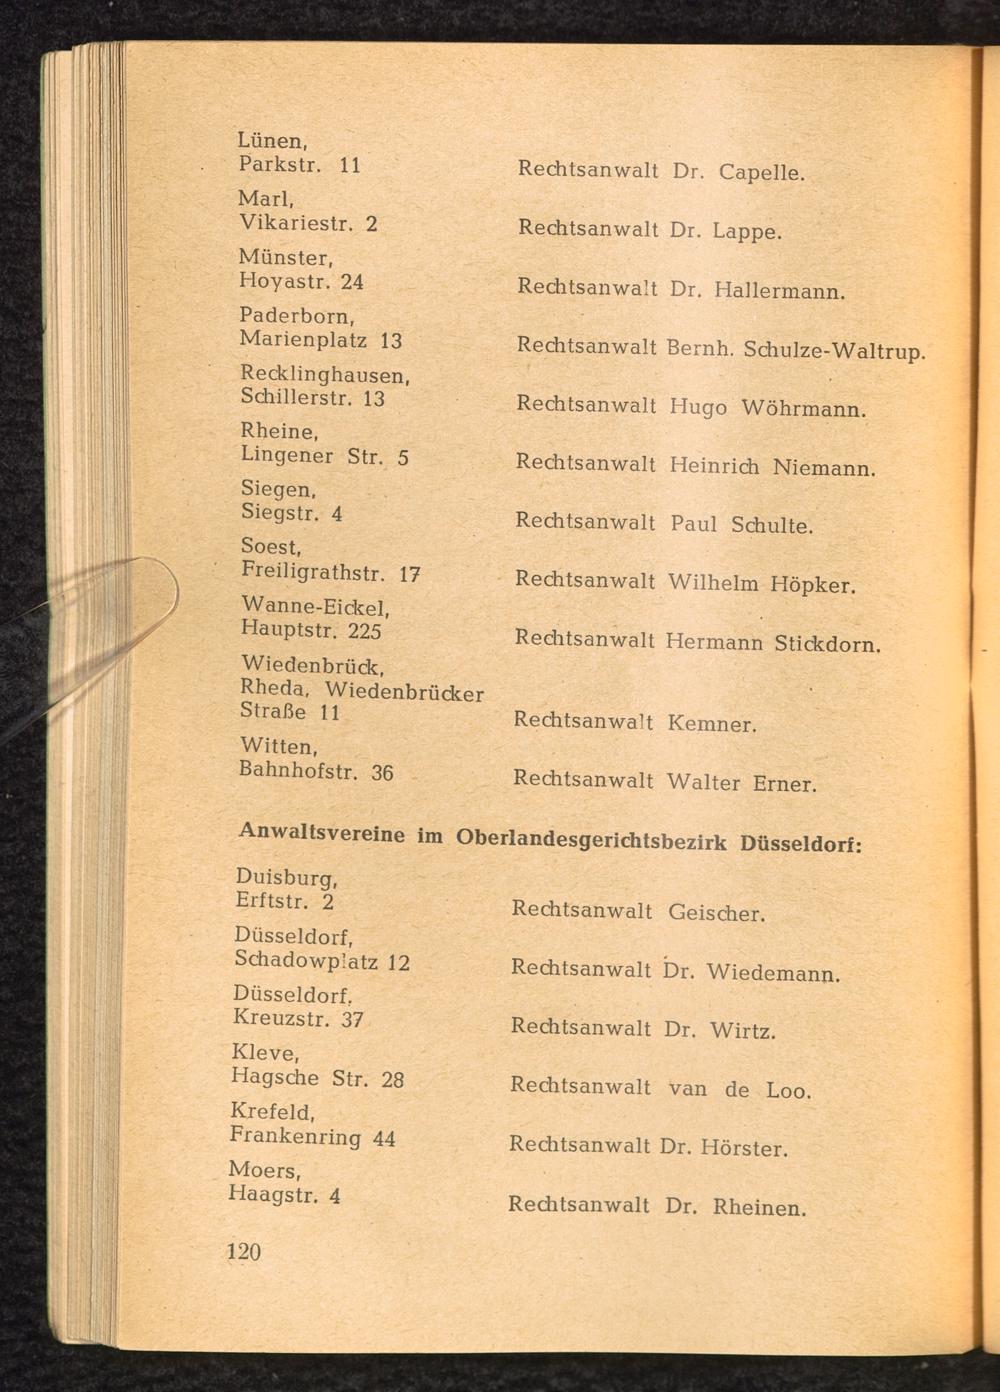 Lünen,
Parkstr. 11 Rechtsanwalt Dr. Capelle.
Marl,
Vikariestr. 2 Rechtsanwalt Dr. Lappe.
Münster,
Hoyastr. 24 Rechtsanwalt Dr. Hallermann.
Paderborn,
Marienplatz 13 Rechtsanwalt Bernh. Schulze-Waltrup.
Recklinghausen,
Schillerstr. 13 Rechtsanwalt Hugo Wöhrmann.
Rheine,
Lingener Str. 5 Rechtsanwalt Heinrich Niemann.
Siegen,
Siegstr. 4 Rechtsanwalt Paul Schulte.
Soest,
Freiligrathstr. 17 Rechtsanwalt Wilhelm Höpker.
Wanne-Eickel,
Hauptstr. 225 Rechtsanwalt Hermann Stickdorn.
Wiedenbrück,
Rheda, Wiedenbrücker
Straße 11 Rechtsanwalt Kemner.
Witten,
Bahnhofstr. 36 Rechtsanwalt Walter Erner.
Anwaltsvereine im Oberlandesgerichtsbezirk Düsseldorf:
Duisburg,
Erftstr. 2 Rechtsanwalt Geischer.
Düsseldorf,
Schadowplatz 12 Rechtsanwalt Dr. Wiedemann.
Düsseldorf,
Kreuzstr. 37 Rechtsanwalt Dr. Wirtz.
Kleve,
Hagsche Str. 28 Rechtsanwalt van de Loo.
Krefeld,
Frankenring 44 Rechtsanwalt Dr. Hörster.
Moers,
Haagstr. 4 Rechtsanwalt Dr. Rheinen.
120